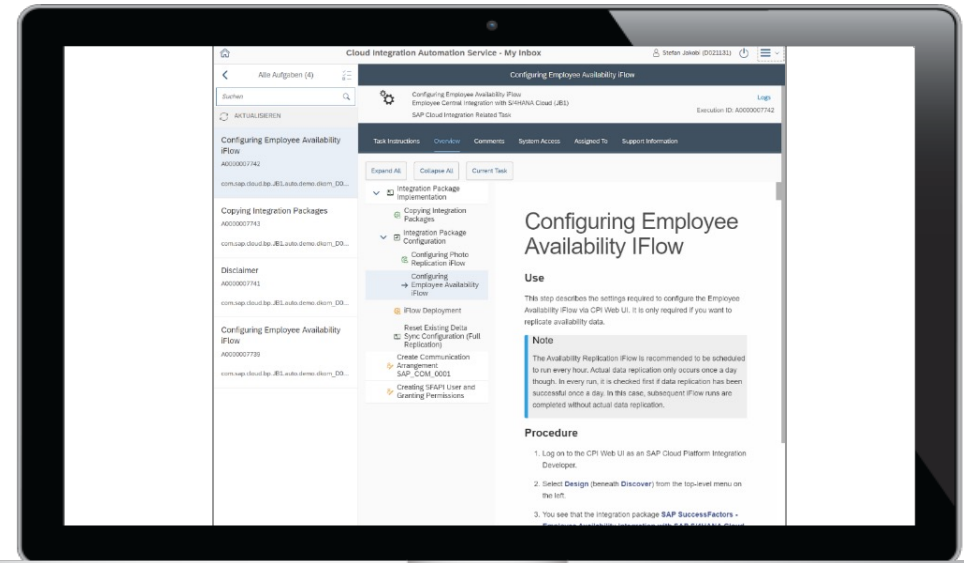 Cloud Integration Automation Service - My Inbox
Stefan Jakobi (D021131)
Alle Aufgaben (4)
Suchen
AKTUALISIEREN
Configuring Employee Availability
iFlow
A0000007742
com.sap.cloud.bp.JB1.auto.demo.dkom_D0...
Copying Integration Packages
A0000007743
com.sap.cloud.bp.JB1.auto.demo.dkom_D0...
Disclaimer
A0000007741
com.sap.cloud.bp.JB1.auto.demo.dkom_D0...
Configuring Employee Availability
iFlow
A0000007739
com.sap.cloud.bp.JB1.auto.demo.dkom_D0...
Configuring Employee Availability iFlow
Configuring Employee Availability iFlow
Employee Central Integration with S/4HANA Cloud (JB1)
SAP Cloud Integration Related Task
Logs
Execution ID: A0000007742
Task Instructions Overview Comments System Access Assigned To Support Information
Expand All Collapse All Current Task
Integration Package
Implementation
Copying Integration
Packages
Integration Package
Configuration
Configuring Photo
Replication iFlow
Configuring
Employee Availability
iFlow
iFlow Deployment
Reset Existing Delta
Sync Configuration (Full
Replication)
Create Communication
Arrangement
SAP_COM_0001
Creating SFAPI User and
Granting Permissions
Configuring Employee
Availability IFlow
Use
This step describes the settings required to configure the Employee
Availability IFlow via CPI Web UI. It is only required if you want to
replicate availability data.
Note
The Availability Replication IFlow is recommended to be scheduled
to run every hour. Actual data replication only occurs once a day
though. In every run, it is checked first if data replication has been
successful once a day. In this case, subsequent IFlow runs are
completed without actual data replication.
Procedure
1. Log on to the CPI Web UI as an SAP Cloud Platform Integration
Developer.
2. Select Design (beneath Discover) from the top-level menu on
the left.
3. You see that the integration package SAP SuccessFactors -
Employee Availability Integration with SAP S/4HANA Cloud